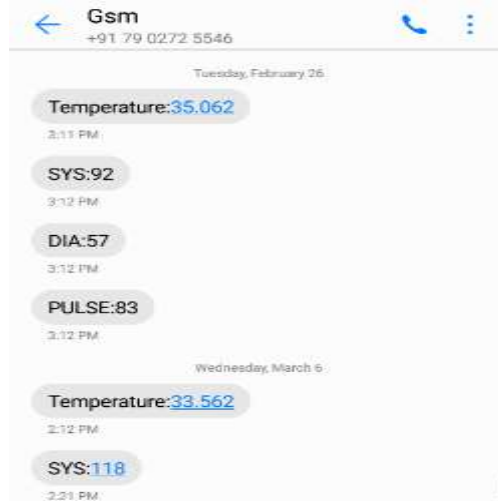 Gsm
+91 79 0272 5546
Tuesday, February 26
Temperature:35.062
3:11 PM
SYS:92
3:12 PM
DIA:57
3:12 PM
PULSE:83
3:12 PM
Wednesday, March 6
Temperature:33.562
2:12 PM
SYS:118
2:21 PM